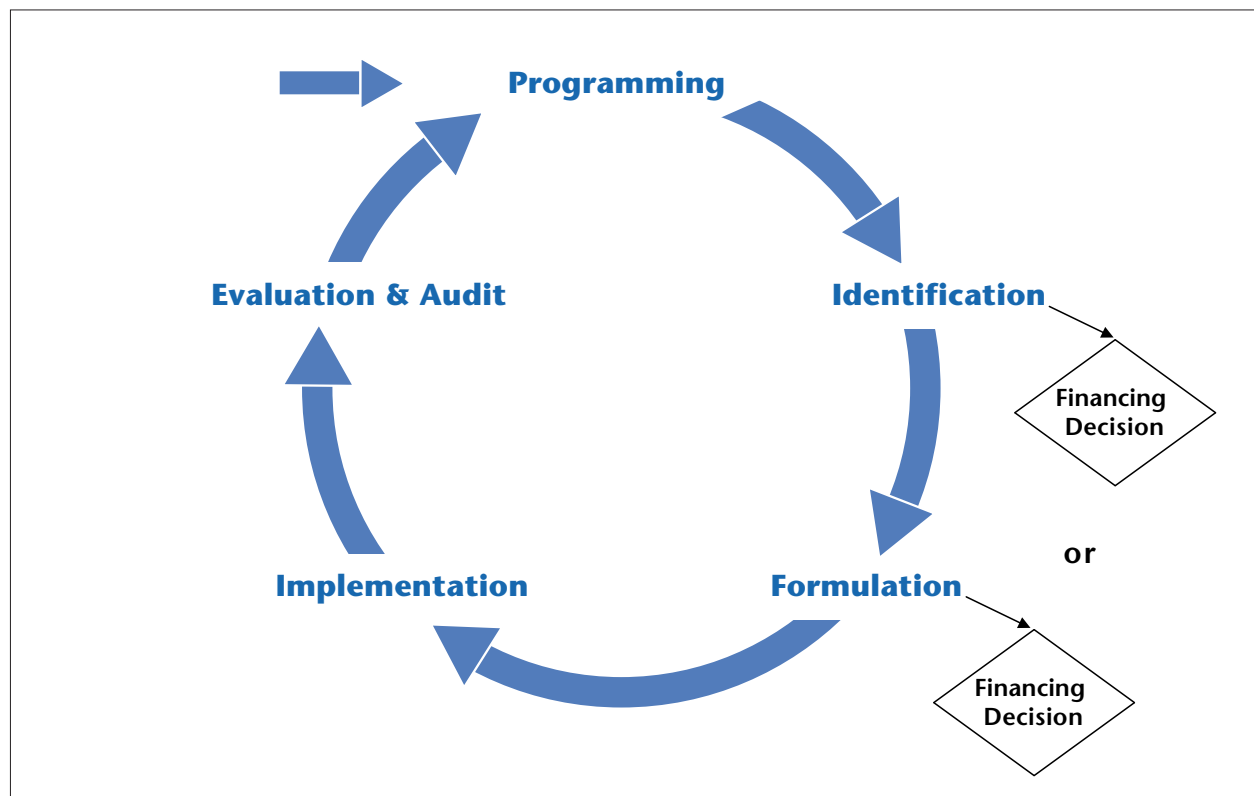 Programming
Evaluation & Audit
Identification
Financing
Decision
or
Implementation
Formulation
Financing
Decision